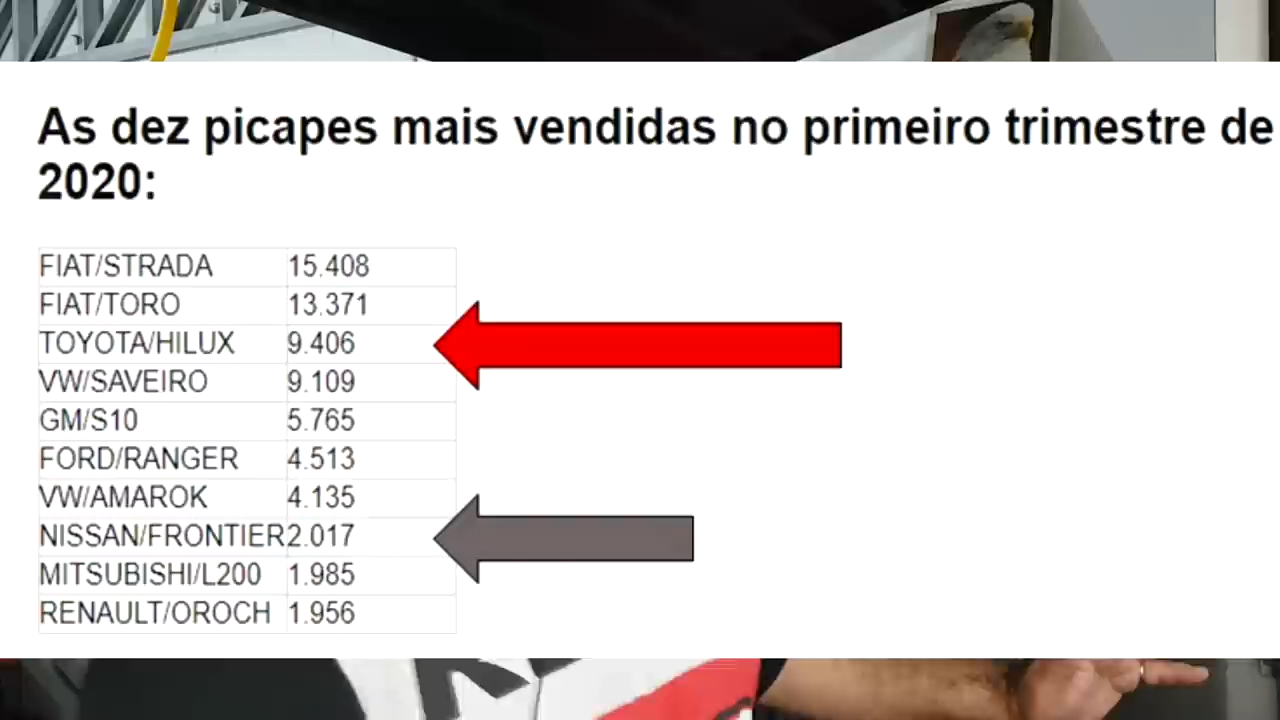 As dez picapes mais vendidas no primeiro trimestre de
2020:
FIAT/STRADA 15.408
FIAT/TORO 13.371
TOYOTA/HILUX 9.406
VW/SAVEIRO 9.109
GM/S10 5.765
FORD/RANGER 4.513
VW/AMAROK 4.135
NISSAN/FRONTIER 2.017
MITSUBISHI/L200 1.985
RENAULT/OROCH 1.956